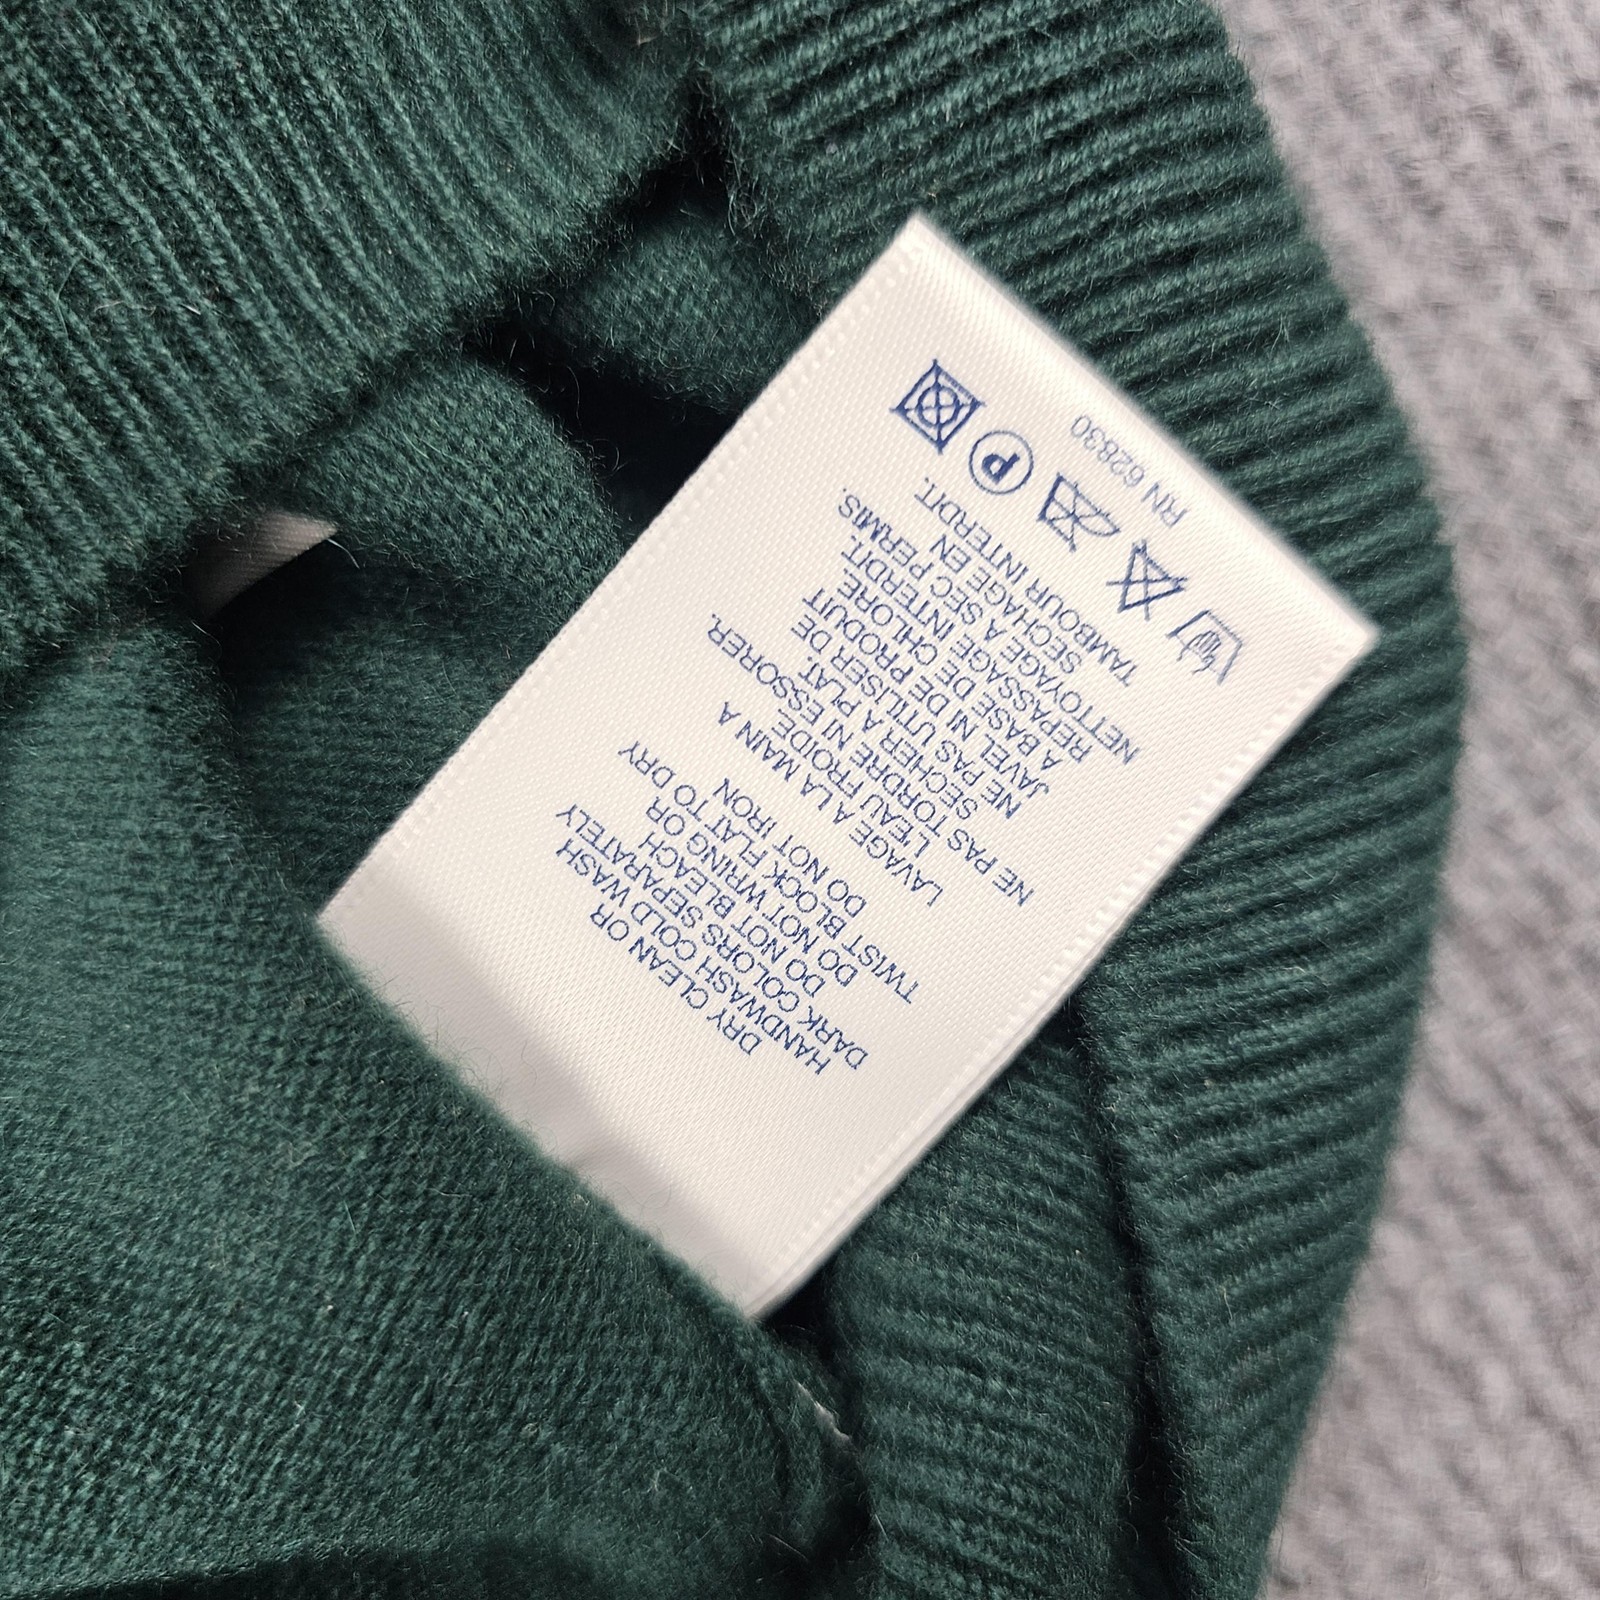 DRY CLEAN OR
HANDWASH COLD WASH
DARK COLORS SEPARATELY
DO NOT BLEACH
DO NOT WRING OR
TWIST BLOCK FLAT TO DRY
DO NOT IRON
LAVAGE A LA MAIN A
L'EAU FROIDE.
NE PAS TORDRE NI ESSORER.
SECHER A PLAT.
NE PAS UTILISER DE
JAVEL NI DE PRODUIT
A BASE DE CHLORE.
REPASSAGE INTERDIT.
NETTOYAGE A SEC PERMIS.
SECHAGE EN
TAMBOUR INTERDIT.
P
RN 62830